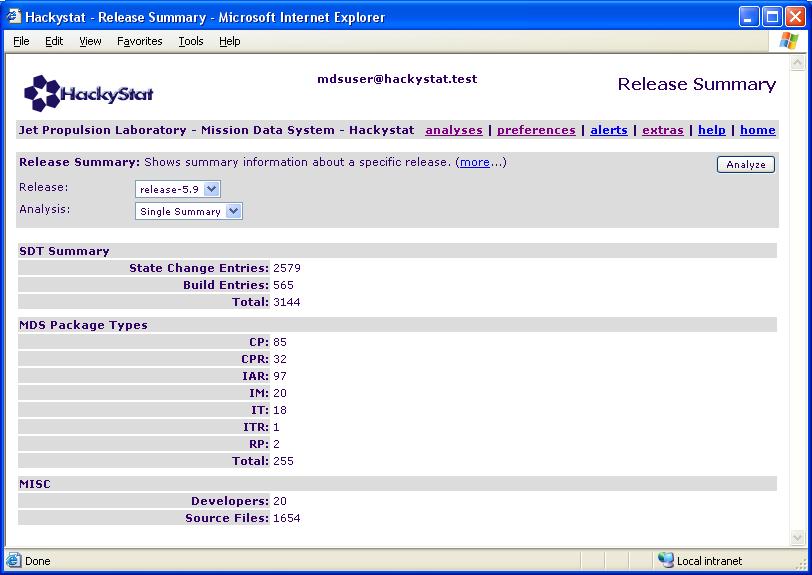 Hackystat - Release Summary - Microsoft Internet Explorer
File Edit View Favorites Tools Help
HackyStat
mdsuser@hackystat.test
Release Summary
Jet Propulsion Laboratory - Mission Data System - Hackystat analyses | preferences | alerts | extras | help | home
Release Summary: Shows summary information about a specific release. (more...)
Analyze
Release: release-5.9
Analysis: Single Summary
SDT Summary
State Change Entries: 2579
Build Entries: 565
Total: 3144
MDS Package Types
CP: 85
CPR: 32
IAR: 97
IM: 20
IT: 18
ITR: 1
RP: 2
Total: 255
MISC
Developers: 20
Source Files: 1654
Done
Local intranet